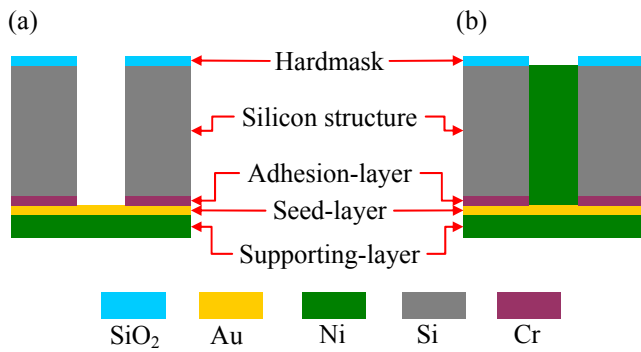 (a)
(b)
Hardmask
Silicon structure
Adhesion-layer
Seed-layer
Supporting-layer
SiO₂ Au Ni Si Cr